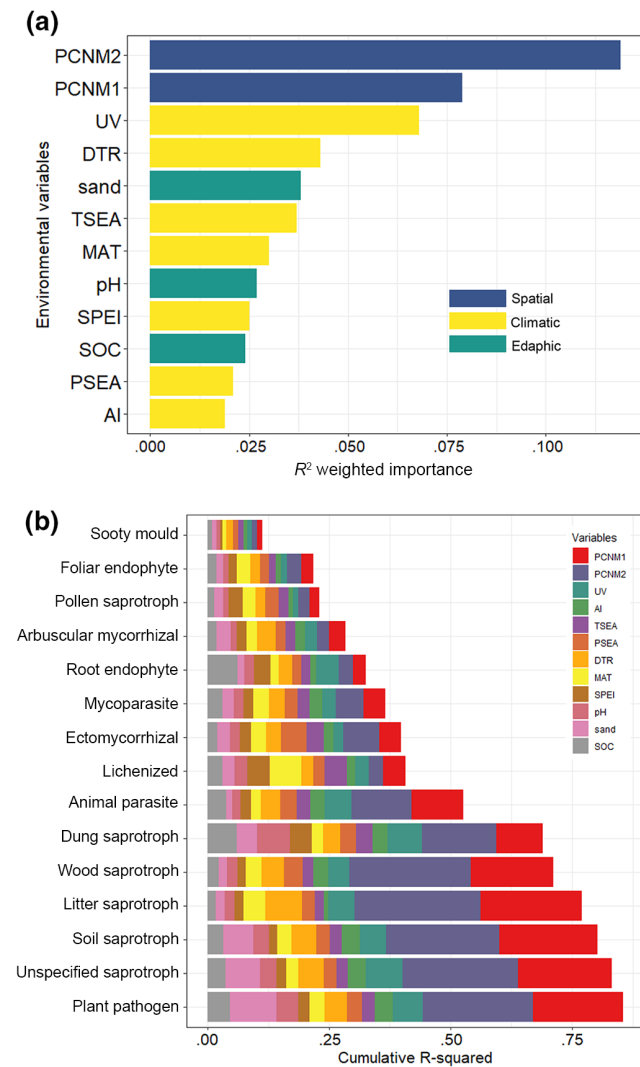 (a)
Environmental variables
PCNM2
PCNM1
UV
DTR
sand
TSEA
MAT
pH
SPEI
SOC
PSEA
AI
Spatial
Climatic
Edaphic
.000 .025 .050 .075 .100
R² weighted importance
(b)
Sooty mould
Foliar endophyte
Pollen saprotroph
Arbuscular mycorrhizal
Root endophyte
Mycoparasite
Ectomycorrhizal
Lichenized
Animal parasite
Dung saprotroph
Wood saprotroph
Litter saprotroph
Soil saprotroph
Unspecified saprotroph
Plant pathogen
Variables
PCNM1
PCNM2
UV
AI
TSEA
PSEA
DTR
MAT
SPEI
pH
sand
SOC
.00 .25 .50 .75
Cumulative R-squared